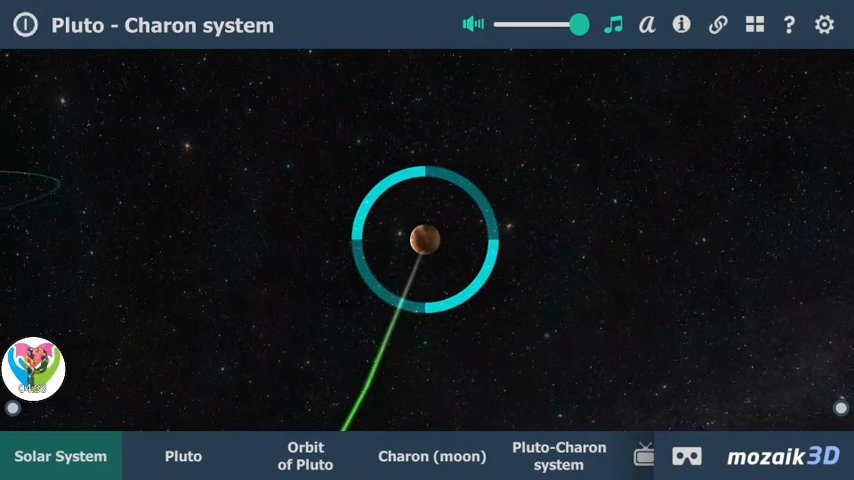 Pluto - Charon system
Solar System
Pluto
Orbit
of Pluto
Charon (moon)
Pluto-Charon
system
mozaik3D